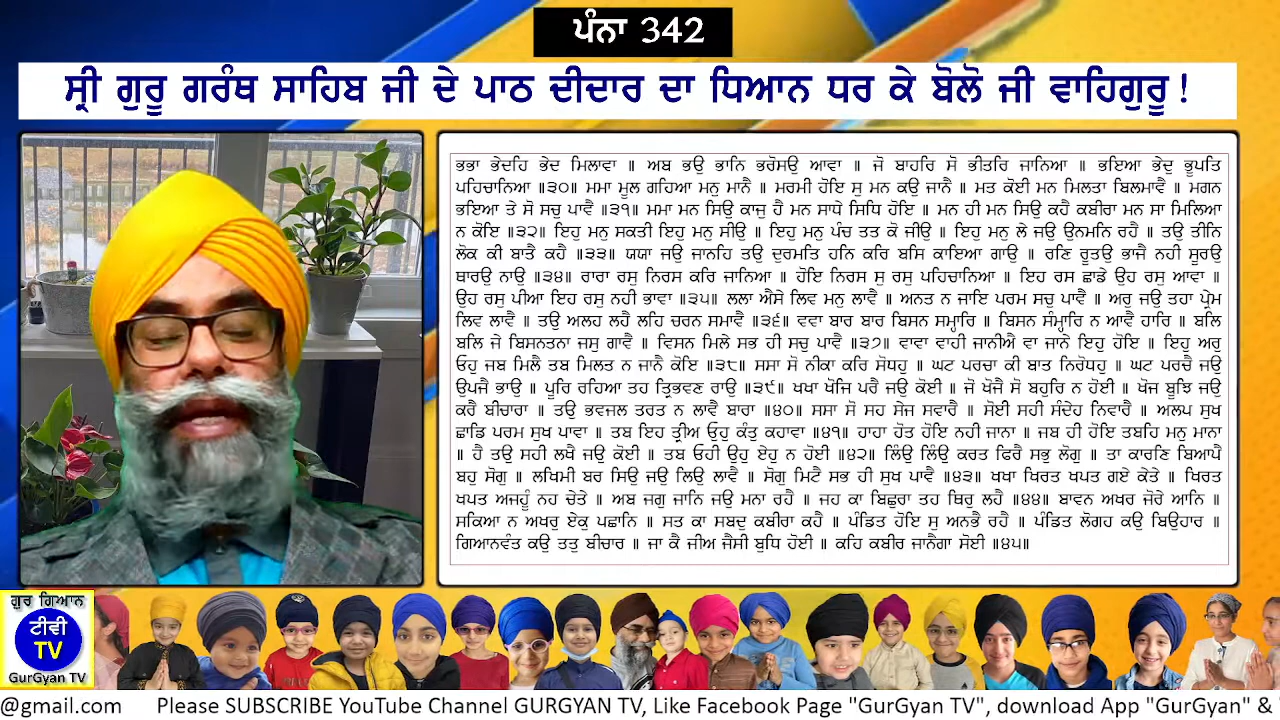 ਪੰਨਾ 342
ਸ੍ਰੀ ਗੁਰੂ ਗਰੰਥ ਸਾਹਿਬ ਜੀ ਦੇ ਪਾਠ ਦੀਦਾਰ ਦਾ ਧਿਆਨ ਧਰ ਕੇ ਬੋਲੋ ਜੀ ਵਾਹਿਗੁਰੂ !
ਭਭਾ ਭੇਦਹਿ ਭੇਦ ਮਿਲਾਵਾ ॥ ਅਬ ਭਉ ਭਾਨਿ ਭਰੋਸਉ ਆਵਾ ॥ ਜੋ ਬਾਹਰਿ ਸੋ ਭੀਤਰਿ ਜਾਨਿਆ ॥ ਭਇਆ ਭੇਦੁ ਭੂਪਤਿ
ਪਹਿਚਾਨਿਆ ॥੩੦॥ ਮਮਾ ਮੂਲ ਗਹਿਆ ਮਨੁ ਮਾਨੈ ॥ ਮਰਮੀ ਹੋਇ ਸੁ ਮਨ ਕਉ ਜਾਨੈ ॥ ਮਤ ਕੋਈ ਮਨ ਮਿਲਤਾ ਬਿਲਮਾਵੈ ॥ ਮਗਨ
ਭਇਆ ਤੇ ਸੋ ਸਚੁ ਪਾਵੈ ॥੩੧॥ ਮਮਾ ਮਨ ਸਿਉ ਕਾਜੁ ਹੈ ਮਨ ਸਾਧੇ ਸਿਧਿ ਹੋਇ ॥ ਮਨ ਹੀ ਮਨ ਸਿਉ ਕਹੈ ਕਬੀਰਾ ਮਨ ਸਾ ਮਿਲਿਆ
ਨ ਕੋਇ ॥੩੨॥ ਇਹੁ ਮਨੁ ਸਕਤੀ ਇਹੁ ਮਨੁ ਸੀਉ ॥ ਇਹੁ ਮਨੁ ਪੰਚ ਤਤ ਕੋ ਜੀਉ ॥ ਇਹੁ ਮਨੁ ਲੇ ਜਉ ਉਨਮਨਿ ਰਹੈ ॥ ਤਉ ਤੀਨਿ
ਲੋਕ ਕੀ ਬਾਤੈ ਕਹੈ ॥੩੩॥ ਯਯਾ ਜਉ ਜਾਨਹਿ ਤਉ ਦੁਰਮਤਿ ਹਨਿ ਕਰਿ ਬਸਿ ਕਾਇਆ ਗਾਉ ॥ ਰਣਿ ਰੂਤਉ ਭਾਜੈ ਨਹੀ ਸੂਰਉ
ਥਾਰਉ ਨਾਉ ॥੩੪॥ ਰਾਰਾ ਰਸੁ ਨਿਰਸ ਕਰਿ ਜਾਨਿਆ ॥ ਹੋਇ ਨਿਰਸ ਸੁ ਰਸੁ ਪਹਿਚਾਨਿਆ ॥ ਇਹ ਰਸ ਛਾਡੇ ਉਹ ਰਸੁ ਆਵਾ ॥
ਉਹ ਰਸੁ ਪੀਆ ਇਹ ਰਸੁ ਨਹੀ ਭਾਵਾ ॥੩੫॥ ਲਲਾ ਐਸੇ ਲਿਵ ਮਨੁ ਲਾਵੈ ॥ ਅਨਤ ਨ ਜਾਇ ਪਰਮ ਸਚੁ ਪਾਵੈ ॥ ਅਰੁ ਜਉ ਤਹਾ ਪ੍ਰੇਮ
ਲਿਵ ਲਾਵੈ ॥ ਤਉ ਅਲਹ ਲਹੈ ਲਹਿ ਚਰਨ ਸਮਾਵੈ ॥੩੬॥ ਵਵਾ ਬਾਰ ਬਾਰ ਬਿਸਨ ਸਮ੍ਹਾਰਿ ॥ ਬਿਸਨ ਸੰਮ੍ਹਾਰਿ ਨ ਆਵੈ ਹਾਰਿ ॥ ਬਲਿ
ਬਲਿ ਜੇ ਬਿਸਨਤਨਾ ਜਸੁ ਗਾਵੈ ॥ ਵਿਸਨ ਮਿਲੇ ਸਭ ਹੀ ਸਚੁ ਪਾਵੈ ॥੩੭॥ ਵਾਵਾ ਵਾਹੀ ਜਾਨੀਐ ਵਾ ਜਾਨੇ ਇਹੁ ਹੋਇ ॥ ਇਹੁ ਅਰੁ
ਓਹੁ ਜਬ ਮਿਲੈ ਤਬ ਮਿਲਤ ਨ ਜਾਨੈ ਕੋਇ ॥੩੮॥ ਸਸਾ ਸੋ ਨੀਕਾ ਕਰਿ ਸੋਧਹੁ ॥ ਘਟ ਪਰਚਾ ਕੀ ਬਾਤ ਨਿਰੋਧਹੁ ॥ ਘਟ ਪਰਚੈ ਜਉ
ਉਪਜੈ ਭਾਉ ॥ ਪੂਰਿ ਰਹਿਆ ਤਹ ਤ੍ਰਿਭਵਣ ਰਾਉ ॥੩੯॥ ਖਖਾ ਖੋਜਿ ਪਰੈ ਜਉ ਕੋਈ ॥ ਜੋ ਖੋਜੈ ਸੋ ਬਹੁਰਿ ਨ ਹੋਈ ॥ ਖੋਜ ਬੂਝਿ ਜਉ
ਕਰੈ ਬੀਚਾਰਾ ॥ ਤਉ ਭਵਜਲ ਤਰਤ ਨ ਲਾਵੈ ਬਾਰਾ ॥੪੦॥ ਸਸਾ ਸੋ ਸਹ ਸੇਜ ਸਵਾਰੈ ॥ ਸੋਈ ਸਹੀ ਸੰਦੇਹ ਨਿਵਾਰੈ ॥ ਅਲਪ ਸੁਖ
ਛਾਡਿ ਪਰਮ ਸੁਖ ਪਾਵਾ ॥ ਤਬ ਇਹ ਤ੍ਰੀਅ ਓੁਹੁ ਕੰਤੁ ਕਹਾਵਾ ॥੪੧॥ ਹਾਹਾ ਹੋਤ ਹੋਇ ਨਹੀ ਜਾਨਾ ॥ ਜਬ ਹੀ ਹੋਇ ਤਬਹਿ ਮਨੁ ਮਾਨਾ
॥ ਹੈ ਤਉ ਸਹੀ ਲਖੈ ਜਉ ਕੋਈ ॥ ਤਬ ਓਹੀ ਉਹੁ ਏਹੁ ਨ ਹੋਈ ॥੪੨॥ ਲਿੰਉ ਲਿੰਉ ਕਰਤ ਫਿਰੈ ਸਭੁ ਲੋਗੁ ॥ ਤਾ ਕਾਰਣਿ ਬਿਆਪੈ
ਬਹੁ ਸੋਗੁ ॥ ਲਖਿਮੀ ਬਰ ਸਿਉ ਜਉ ਲਿਉ ਲਾਵੈ ॥ ਸੋਗੁ ਮਿਟੈ ਸਭ ਹੀ ਸੁਖ ਪਾਵੈ ॥੪੩॥ ਖਖਾ ਖਿਰਤ ਖਪਤ ਗਏ ਕੇਤੇ ॥ ਖਿਰਤ
ਖਪਤ ਅਜਹੂੰ ਨਹ ਚੇਤੇ ॥ ਅਬ ਜਗੁ ਜਾਨਿ ਜਉ ਮਨਾ ਰਹੈ ॥ ਜਹ ਕਾ ਬਿਛੁਰਾ ਤਹ ਥਿਰੁ ਲਹੈ ॥੪੪॥ ਬਾਵਨ ਅਖਰ ਜੋਰੇ ਆਨਿ ॥
ਸਕਿਆ ਨ ਅਖਰੁ ਏਕੁ ਪਛਾਨਿ ॥ ਸਤ ਕਾ ਸਬਦੁ ਕਬੀਰਾ ਕਹੈ ॥ ਪੰਡਿਤ ਹੋਇ ਸੁ ਅਨਭੈ ਰਹੈ ॥ ਪੰਡਿਤ ਲੋਗਹ ਕਉ ਬਿਉਹਾਰ ॥
ਗਿਆਨਵੰਤ ਕਉ ਤਤੁ ਬੀਚਾਰ ॥ ਜਾ ਕੈ ਜੀਅ ਜੈਸੀ ਬੁਧਿ ਹੋਈ ॥ ਕਹਿ ਕਬੀਰ ਜਾਨੈਗਾ ਸੋਈ ॥੪੫॥
ਗੁਰ ਗਿਆਨ
ਟੀਵੀ
TV
GurGyan TV
@gmail.com Please SUBSCRIBE YouTube Channel GURGYAN TV, Like Facebook Page "GurGyan TV", download App "GurGyan" &